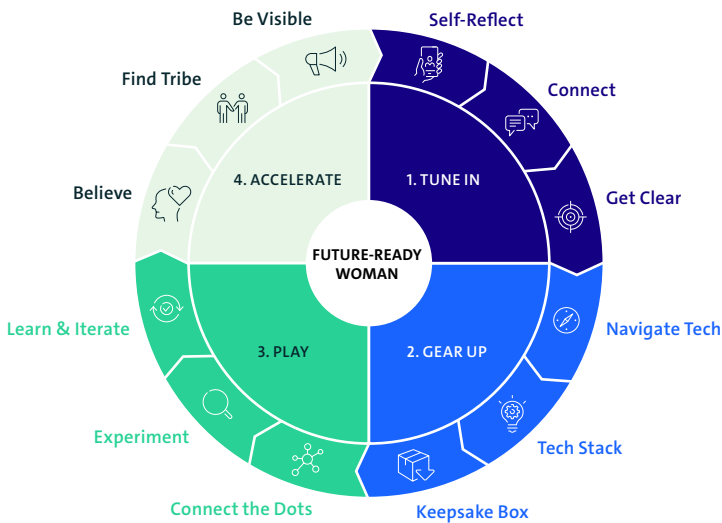 Be Visible
Self-Reflect
Find Tribe
Connect
Believe
Get Clear
4. ACCELERATE
1. TUNE IN
FUTURE-READY
WOMAN
Learn & Iterate
Navigate Tech
3. PLAY
2. GEAR UP
Experiment
Tech Stack
Connect the Dots
Keepsake Box